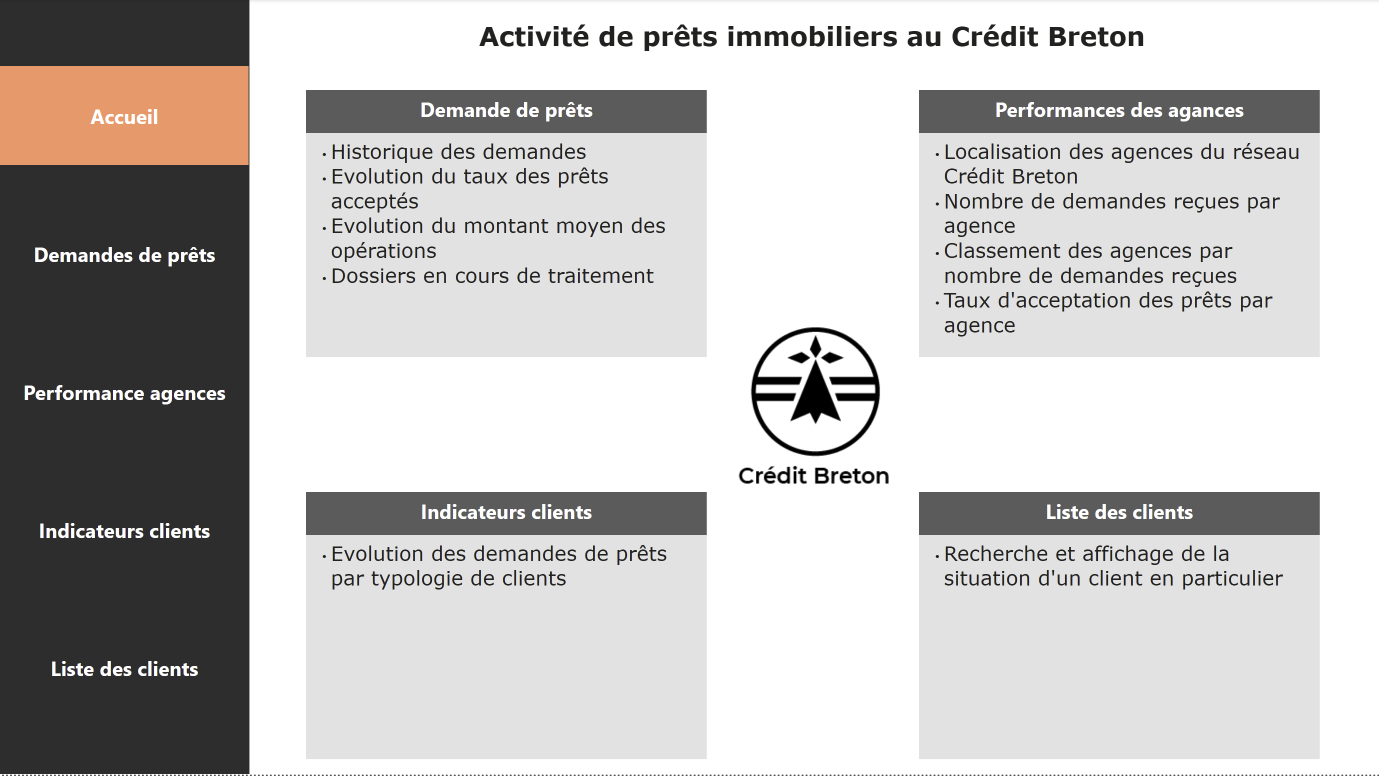 Activité de prêts immobiliers au Crédit Breton
Accueil
Demandes de prêts
Performance agences
Indicateurs clients
Liste des clients
Demande de prêts
• Historique des demandes
• Evolution du taux des prêts
acceptés
• Evolution du montant moyen des
opérations
• Dossiers en cours de traitement
Performances des agances
• Localisation des agences du réseau
Crédit Breton
• Nombre de demandes reçues par
agence
• Classement des agences par
nombre de demandes reçues
• Taux d'acceptation des prêts par
agence
Crédit Breton
Indicateurs clients
• Evolution des demandes de prêts
par typologie de clients
Liste des clients
• Recherche et affichage de la
situation d'un client en particulier